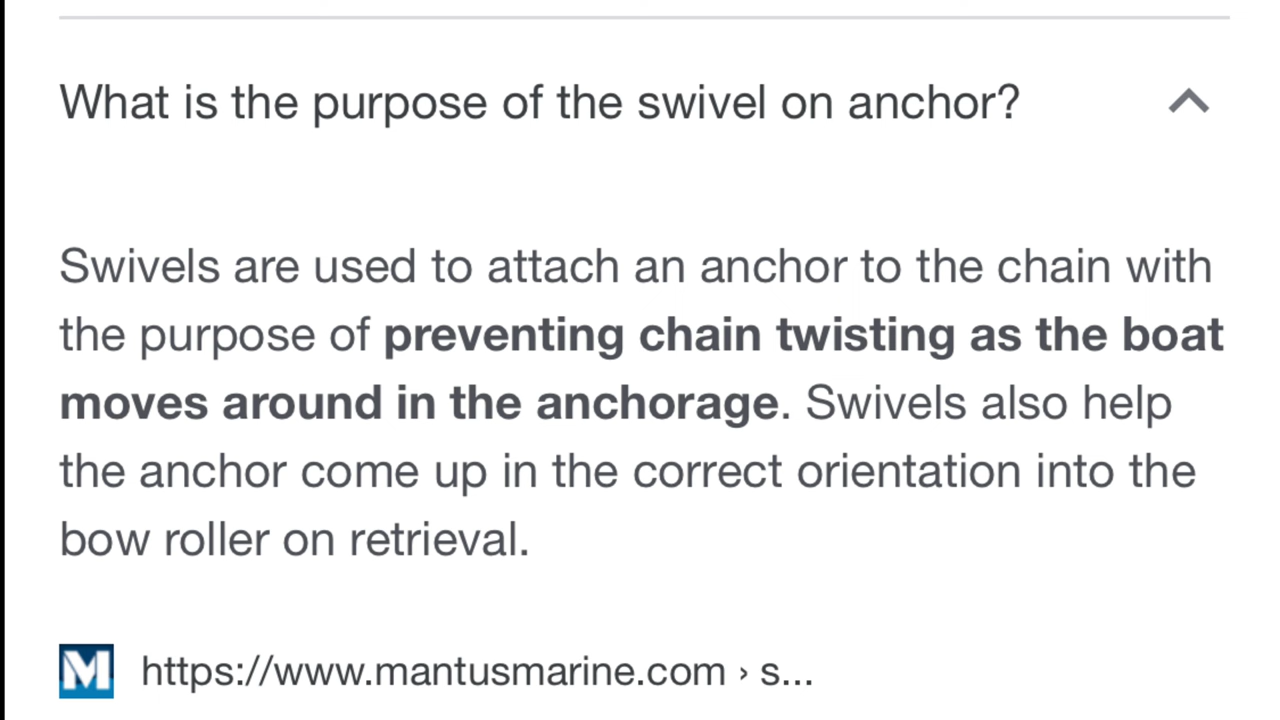 What is the purpose of the swivel on anchor?
Swivels are used to attach an anchor to the chain with
the purpose of preventing chain twisting as the boat
moves around in the anchorage. Swivels also help
the anchor come up in the correct orientation into the
bow roller on retrieval.
M https://www.mantusmarine.com › s...